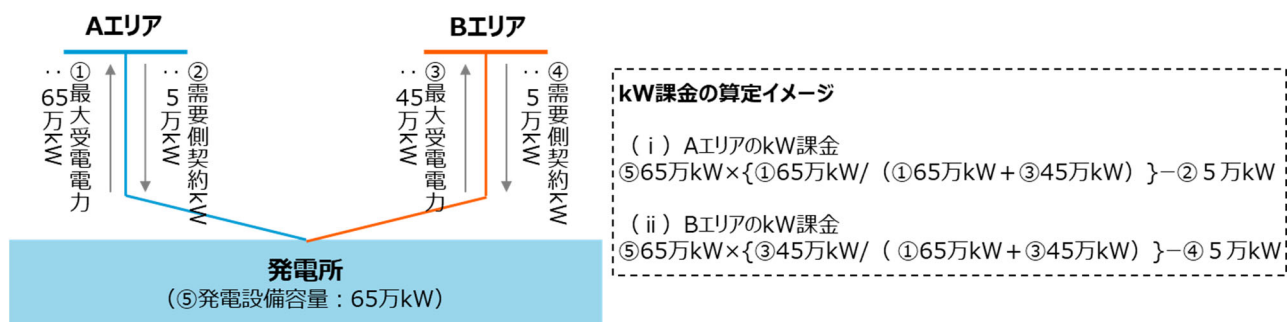 Aエリア
Bエリア
①最大受電電力
：65万kW
②需要側契約kW
：5万kW
③最大受電電力
：45万kW
④需要側契約kW
：5万kW
発電所
（⑤発電設備容量：65万kW）
kW課金の算定イメージ
（ⅰ）AエリアのkW課金
⑤65万kW×{①65万kW/（①65万kW＋③45万kW）}－②５万kW
（ⅱ）BエリアのkW課金
⑤65万kW×{③45万kW/（①65万kW＋③45万kW）}－④５万kW